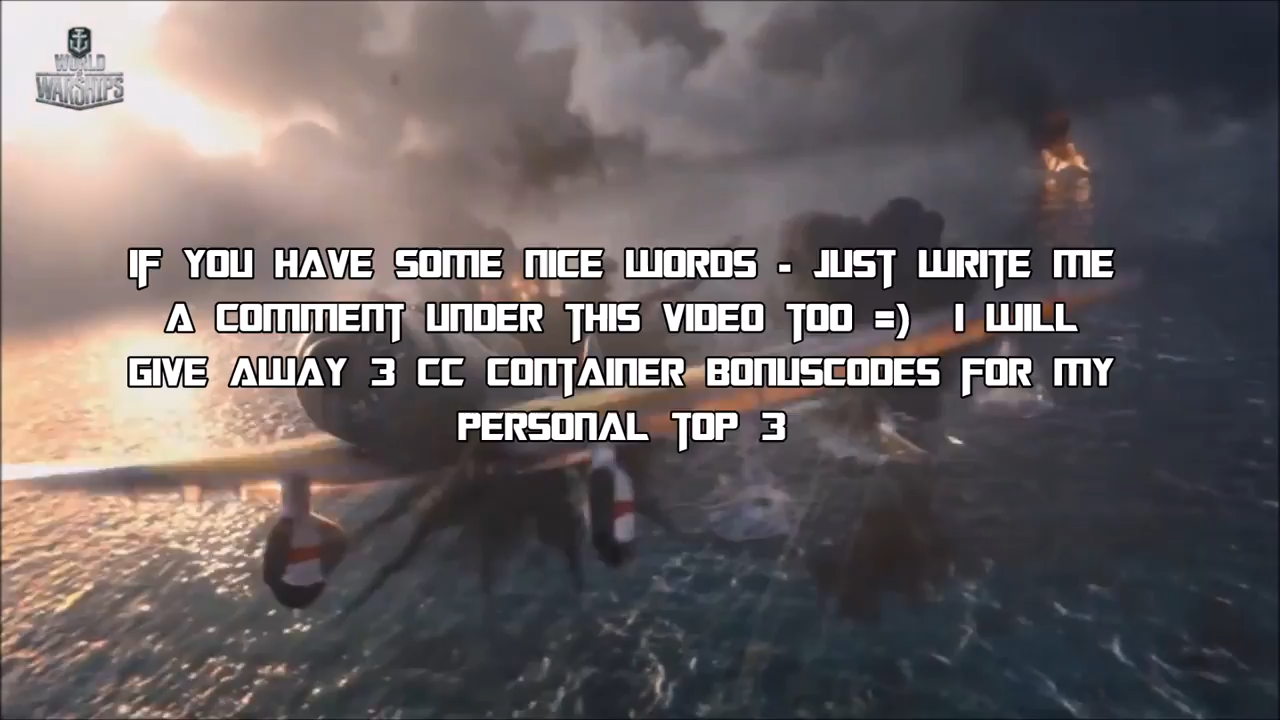 WORLD
OF
WARSHIPS
IF YOU HAVE SOME NICE WORDS - JUST WRITE ME
A COMMENT UNDER THIS VIDEO TOO =) I WILL
GIVE AWAY 3 CC CONTAINER BONUSCODES FOR MY
PERSONAL TOP 3